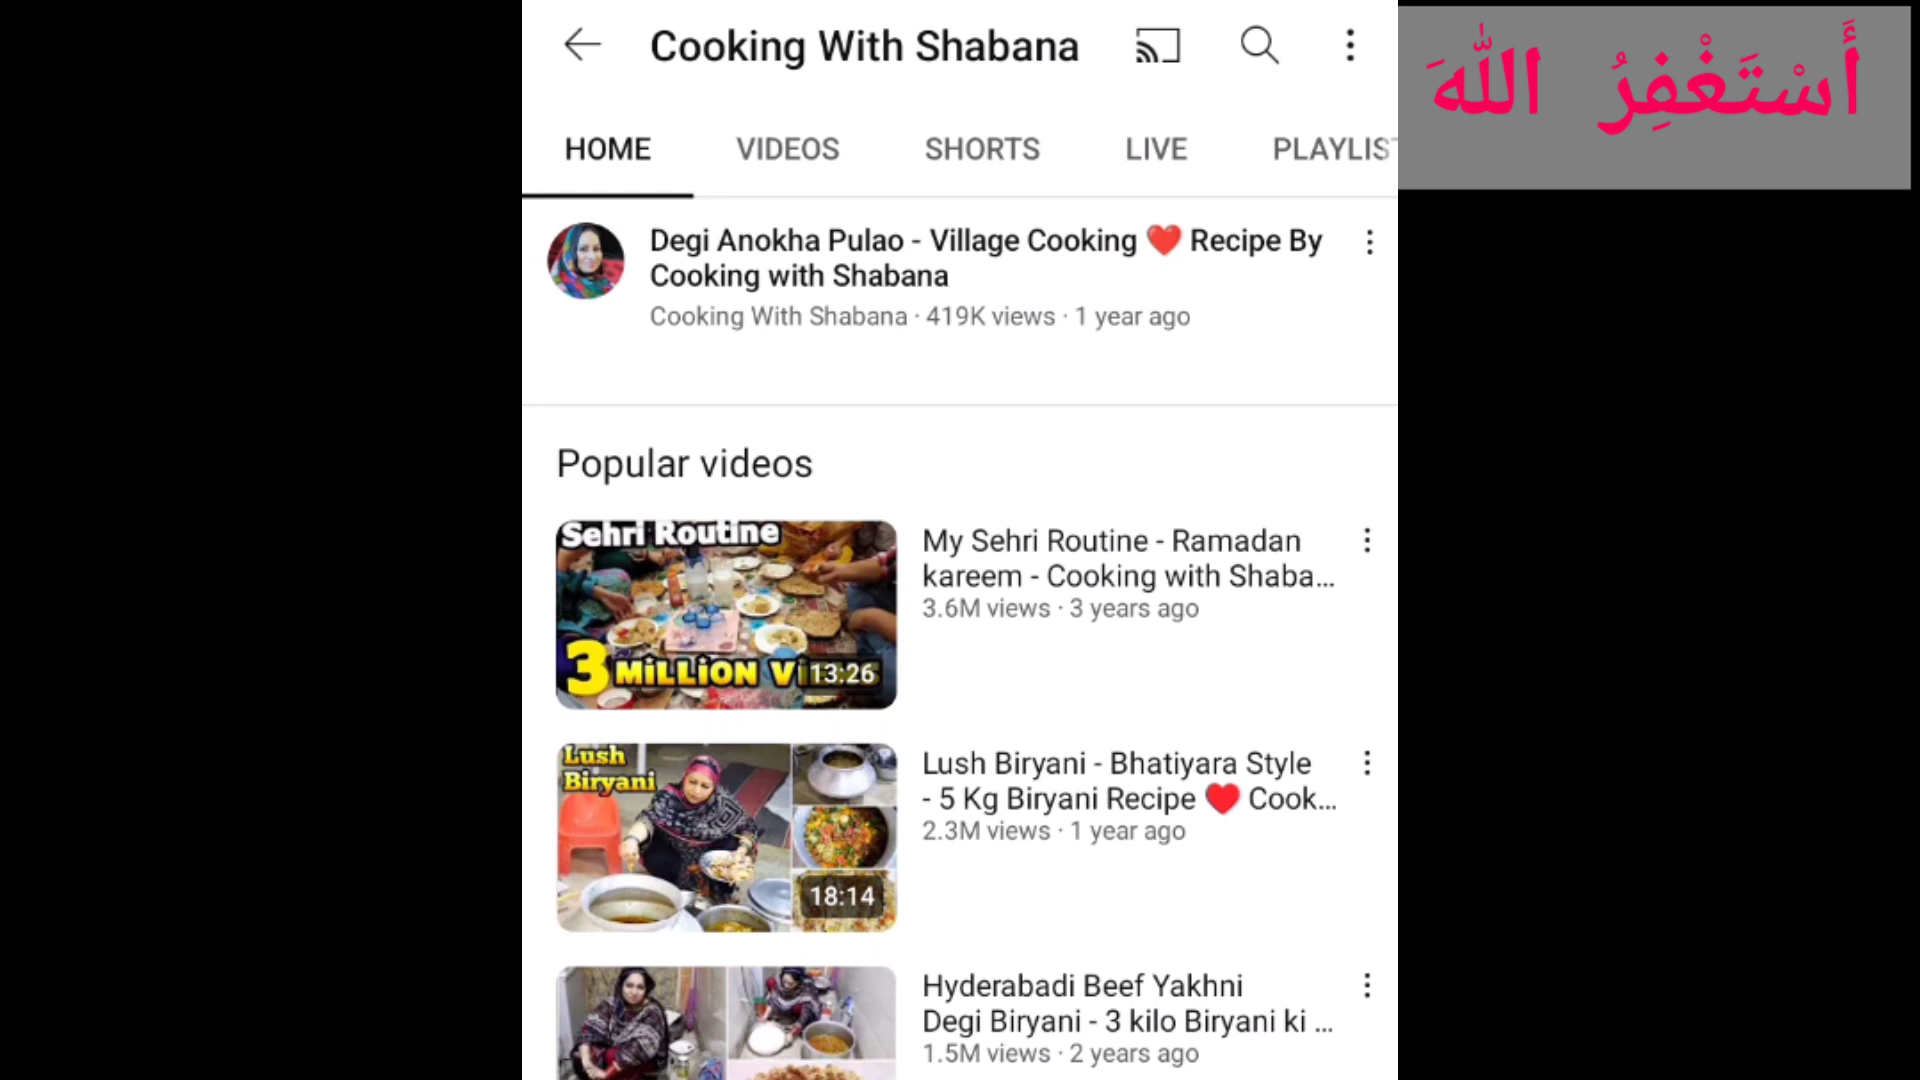 Cooking With Shabana
أَسْتَغْفِرُ اللّٰهَ
HOME VIDEOS SHORTS LIVE PLAYLIS
Degi Anokha Pulao - Village Cooking ❤️ Recipe By
Cooking with Shabana
Cooking With Shabana · 419K views · 1 year ago
Popular videos
Sehri Routine
3 MiLLiON Vi
13:26
My Sehri Routine - Ramadan
kareem - Cooking with Shaba...
3.6M views · 3 years ago
Lush
Biryani
18:14
Lush Biryani - Bhatiyara Style
- 5 Kg Biryani Recipe ♥️ Cook...
2.3M views · 1 year ago
Hyderabadi Beef Yakhni
Degi Biryani - 3 kilo Biryani ki ...
1.5M views · 2 years ago